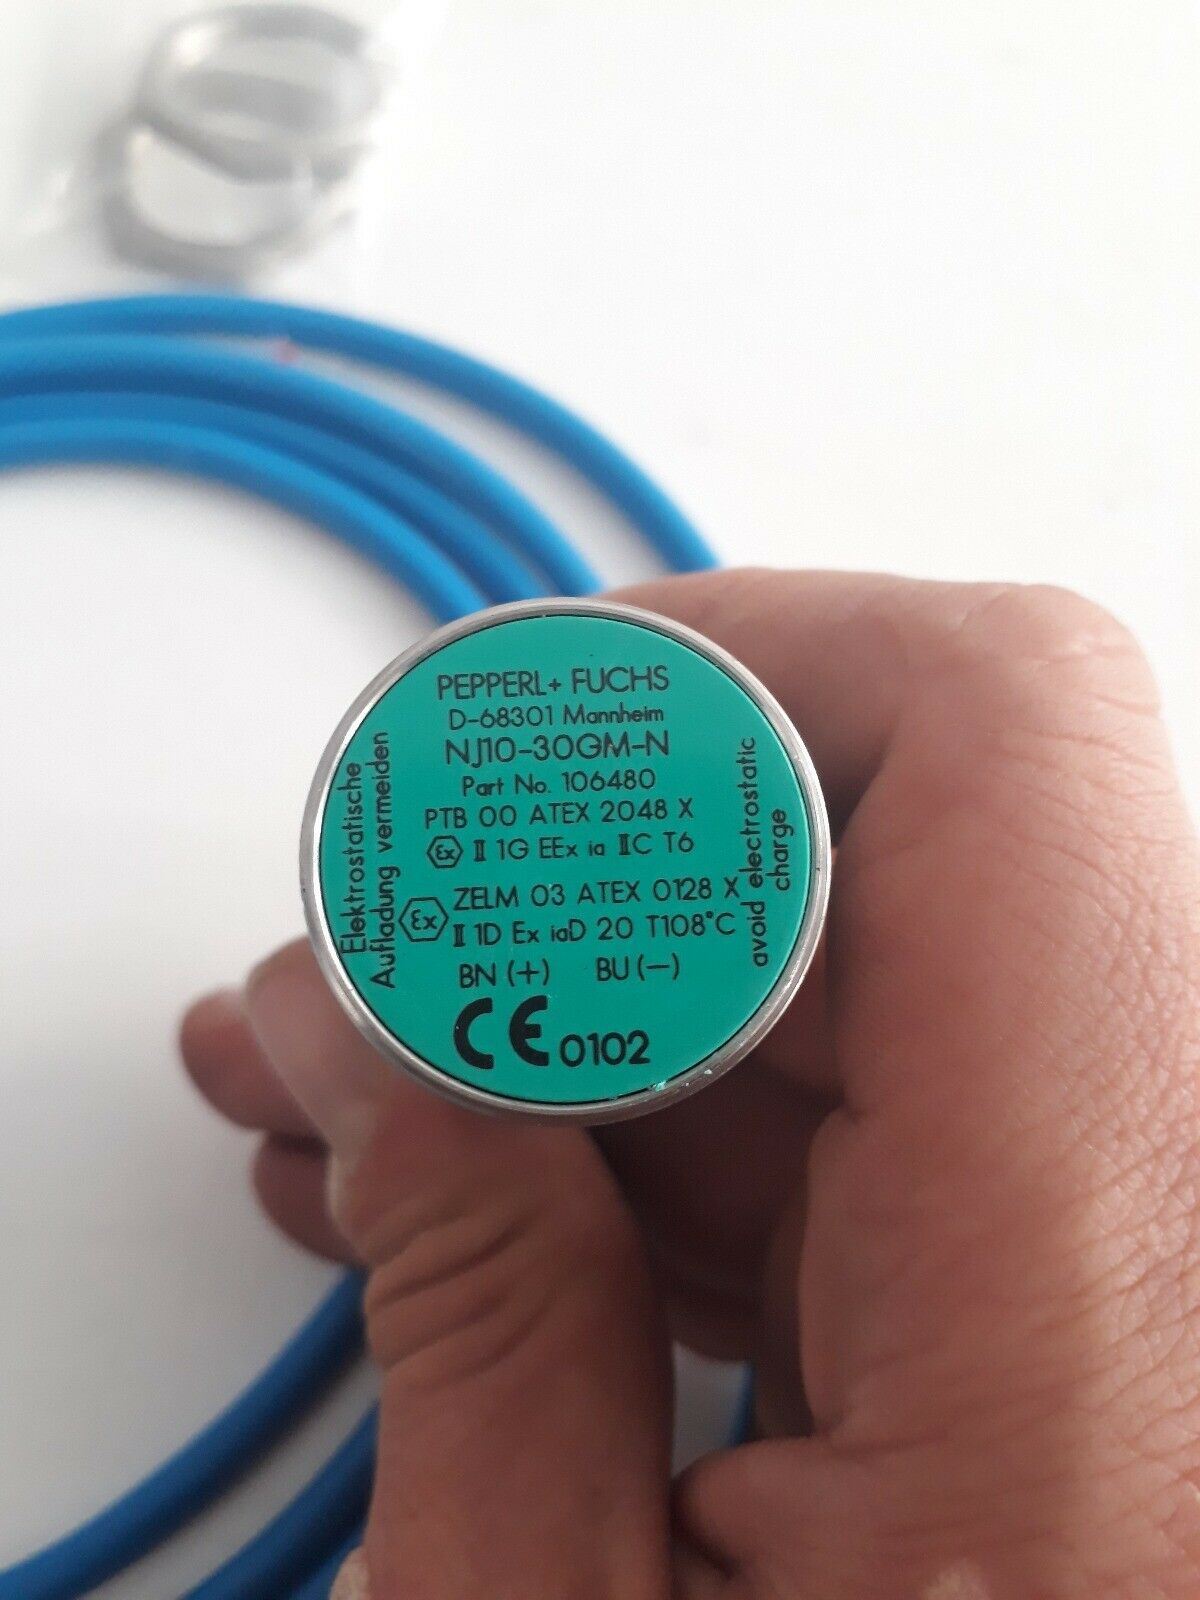 PEPPERL+ FUCHS
D-68301 Mannheim
NJ10-30GM-N
Part No. 106480
PTB 00 ATEX 2048 X
Ex II 1G EEx ia IIC T6
ZELM 03 ATEX 0128 X
Ex II 1D Ex iaD 20 T108°C
BN (+) BU (−)
CE 0102
Elektrostatische
Aufladung vermeiden
avoid electrostatic
charge